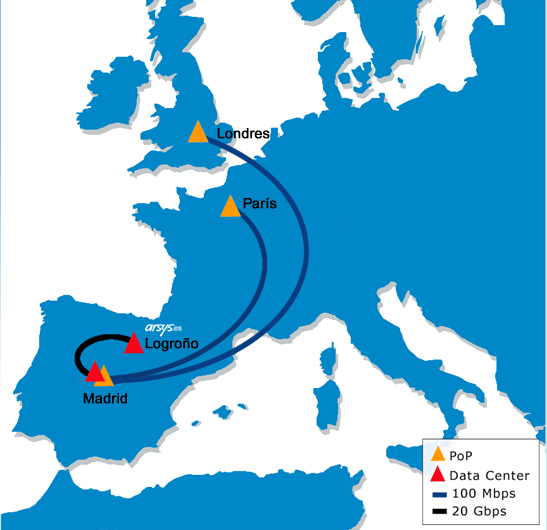 Londres
París
arsys.es
Logroño
Madrid
PoP
Data Center
100 Mbps
20 Gbps